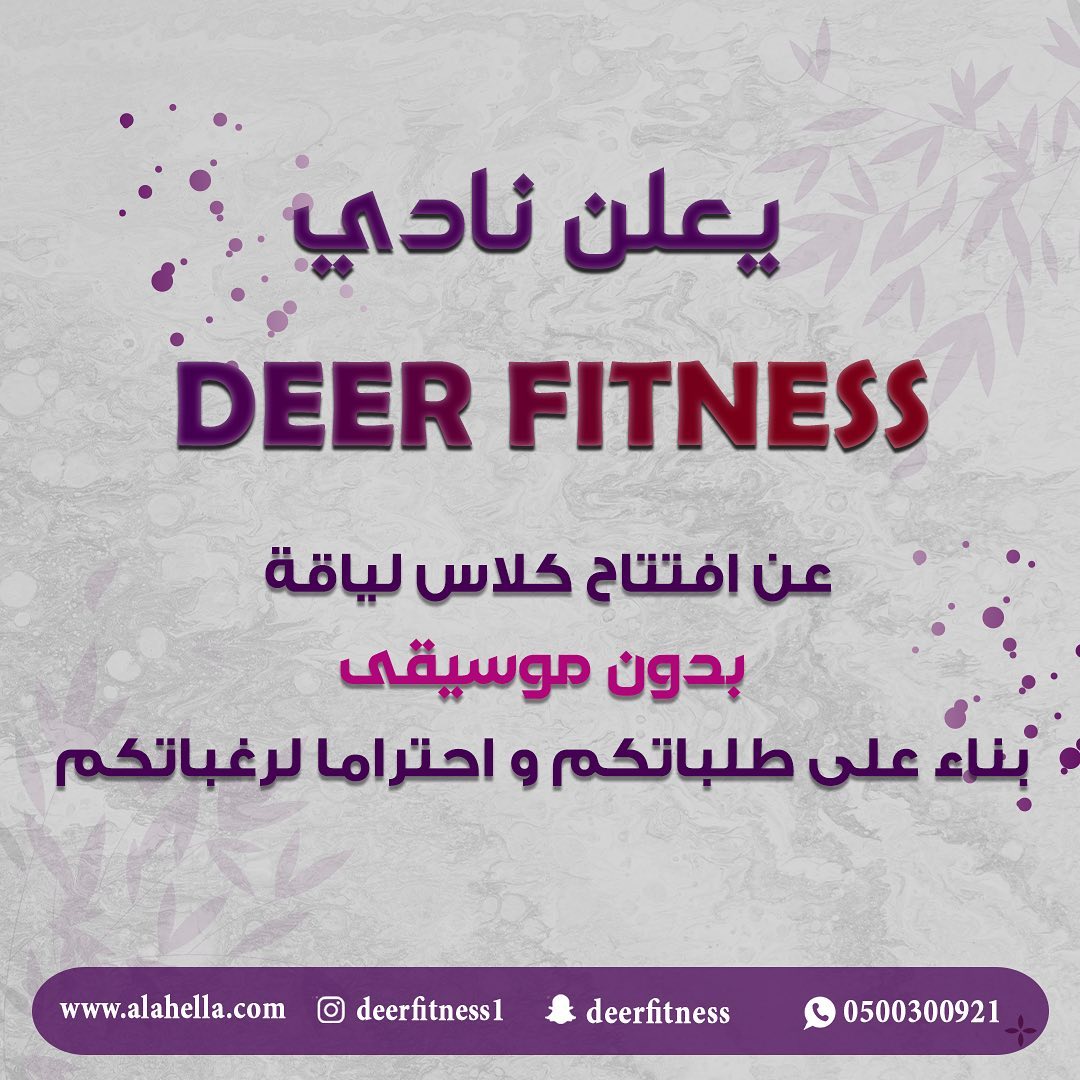 يعلن نادي
DEER FITNESS
عن افتتاح كلاس لياقة
بدون موسيقى
بناء على طلباتكم و احتراما لرغباتكم
www.alahella.com deerfitness1 deerfitness 0500300921